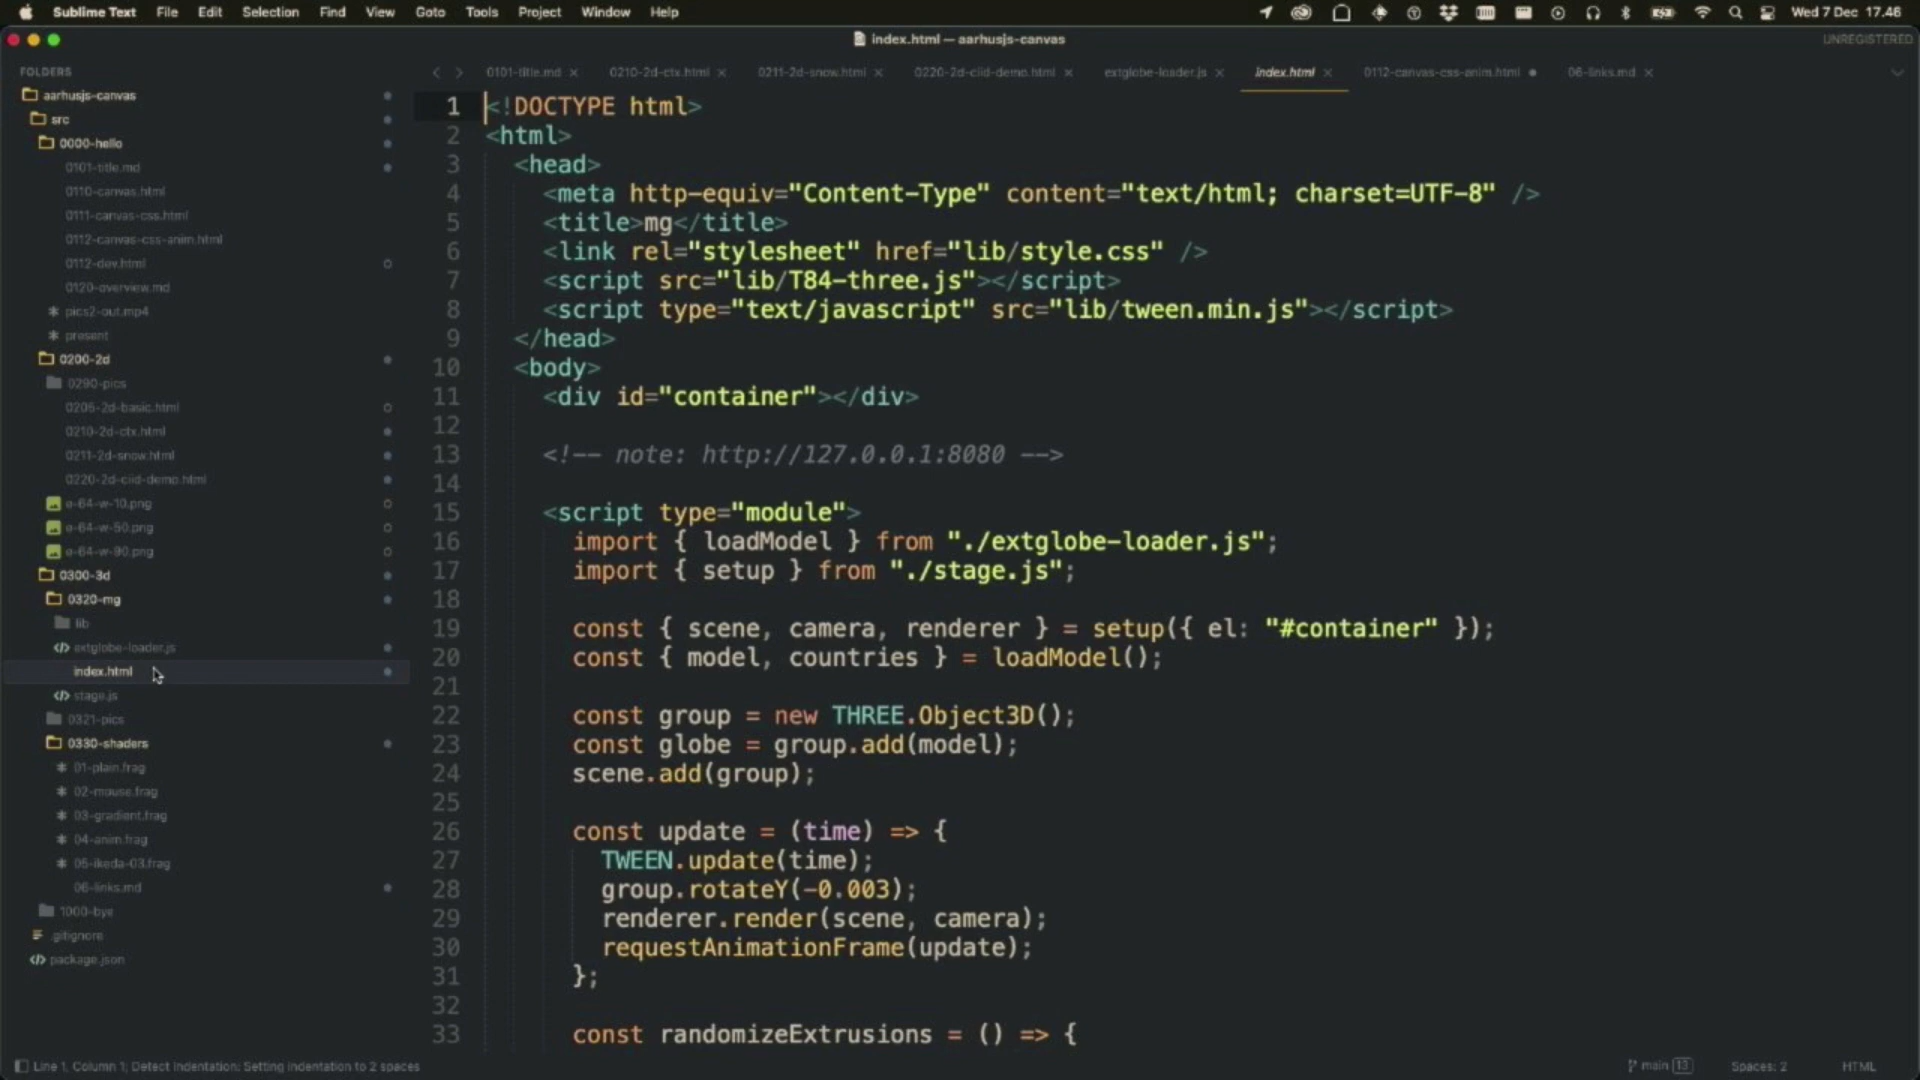 Sublime Text File Edit Selection Find View Goto Tools Project Window Help Wed 7 Dec 17.46
index.html — aarhusjs-canvas UNREGISTERED
0101-title.md 0210-2d-ctx.html 0211-2d-snow.html 0220-2d-ciid-demo.html extglobe-loader.js index.html 0112-canvas-css-anim.html 06-links.md
FOLDERS
aarhusjs-canvas
src
0000-hello
0101-title.md
0110-canvas.html
0111-canvas-css.html
0112-canvas-css-anim.html
0112-dev.html
0120-overview.md
pics2-out.mp4
present
0200-2d
0290-pics
0205-2d-basic.html
0210-2d-ctx.html
0211-2d-snow.html
0220-2d-ciid-demo.html
e-64-w-10.png
e-64-w-50.png
e-64-w-90.png
0300-3d
0320-mg
lib
extglobe-loader.js
index.html
stage.js
0321-pics
0330-shaders
01-plain.frag
02-mouse.frag
03-gradient.frag
04-anim.frag
05-ikeda-03.frag
06-links.md
1000-bye
.gitignore
package.json
1 <!DOCTYPE html>
2 <html>
3 <head>
4 <meta http-equiv="Content-Type" content="text/html; charset=UTF-8" />
5 <title>mg</title>
6 <link rel="stylesheet" href="lib/style.css" />
7 <script src="lib/T84-three.js"></script>
8 <script type="text/javascript" src="lib/tween.min.js"></script>
9 </head>
10 <body>
11 <div id="container"></div>
12
13 <!-- note: http://127.0.0.1:8080 -->
14
15 <script type="module">
16 import { loadModel } from "./extglobe-loader.js";
17 import { setup } from "./stage.js";
18
19 const { scene, camera, renderer } = setup({ el: "#container" });
20 const { model, countries } = loadModel();
21
22 const group = new THREE.Object3D();
23 const globe = group.add(model);
24 scene.add(group);
25
26 const update = (time) => {
27 TWEEN.update(time);
28 group.rotateY(-0.003);
29 renderer.render(scene, camera);
30 requestAnimationFrame(update);
31 };
32
33 const randomizeExtrusions = () => {
Line 1, Column 1; Detect Indentation: Setting indentation to 2 spaces main 13 Spaces: 2 HTML